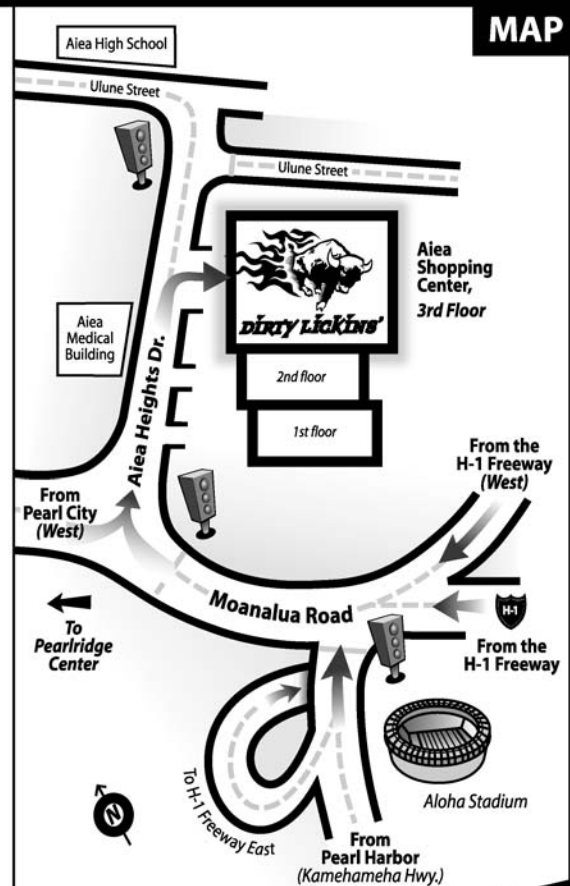 MAP
Aiea High School
Ulune Street
Ulune Street
Aiea
Shopping
Center,
3rd Floor
DIRTY LICKINS'
Aiea
Medical
Building
2nd floor
1st floor
Aiea Heights Dr.
From the
H-1 Freeway
(West)
From
Pearl City
(West)
Moanalua Road
H-1
To
Pearlridge
Center
From the
H-1 Freeway
To H-1 Freeway East
Aloha Stadium
N
From
Pearl Harbor
(Kamehameha Hwy.)